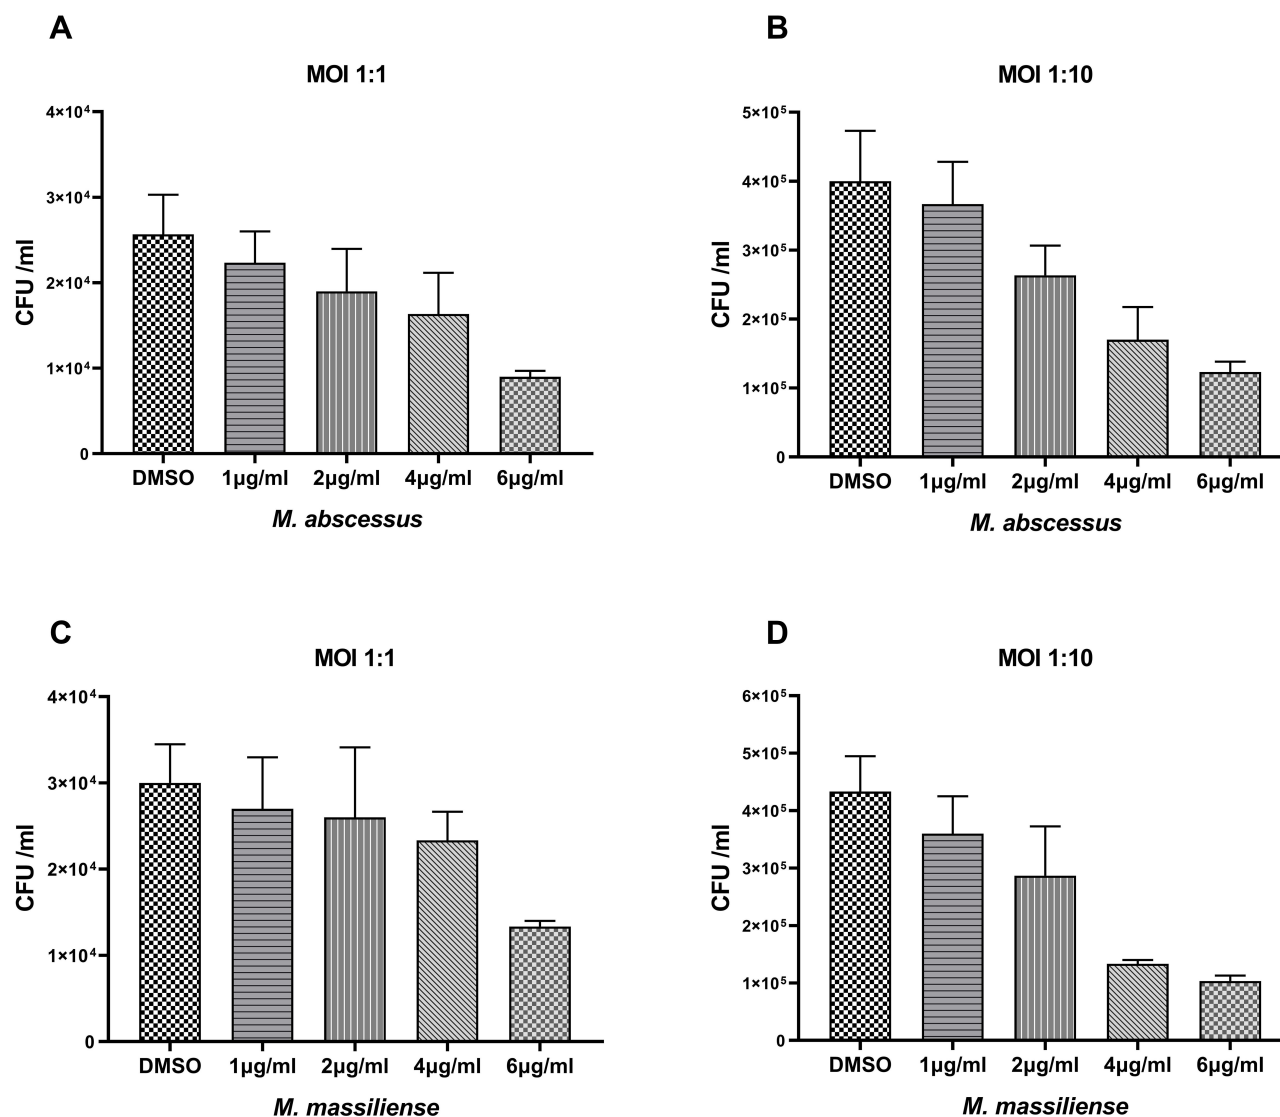 A
MOI 1:1
4×10⁴
3×10⁴
2×10⁴
1×10⁴
0
CFU /ml
DMSO 1µg/ml 2µg/ml 4µg/ml 6µg/ml
M. abscessus
B
MOI 1:10
5×10⁵
4×10⁵
3×10⁵
2×10⁵
1×10⁵
0
CFU /ml
DMSO 1µg/ml 2µg/ml 4µg/ml 6µg/ml
M. abscessus
C
MOI 1:1
4×10⁴
3×10⁴
2×10⁴
1×10⁴
0
CFU /ml
DMSO 1µg/ml 2µg/ml 4µg/ml 6µg/ml
M. massiliense
D
MOI 1:10
6×10⁵
5×10⁵
4×10⁵
3×10⁵
2×10⁵
1×10⁵
0
CFU /ml
DMSO 1µg/ml 2µg/ml 4µg/ml 6µg/ml
M. massiliense